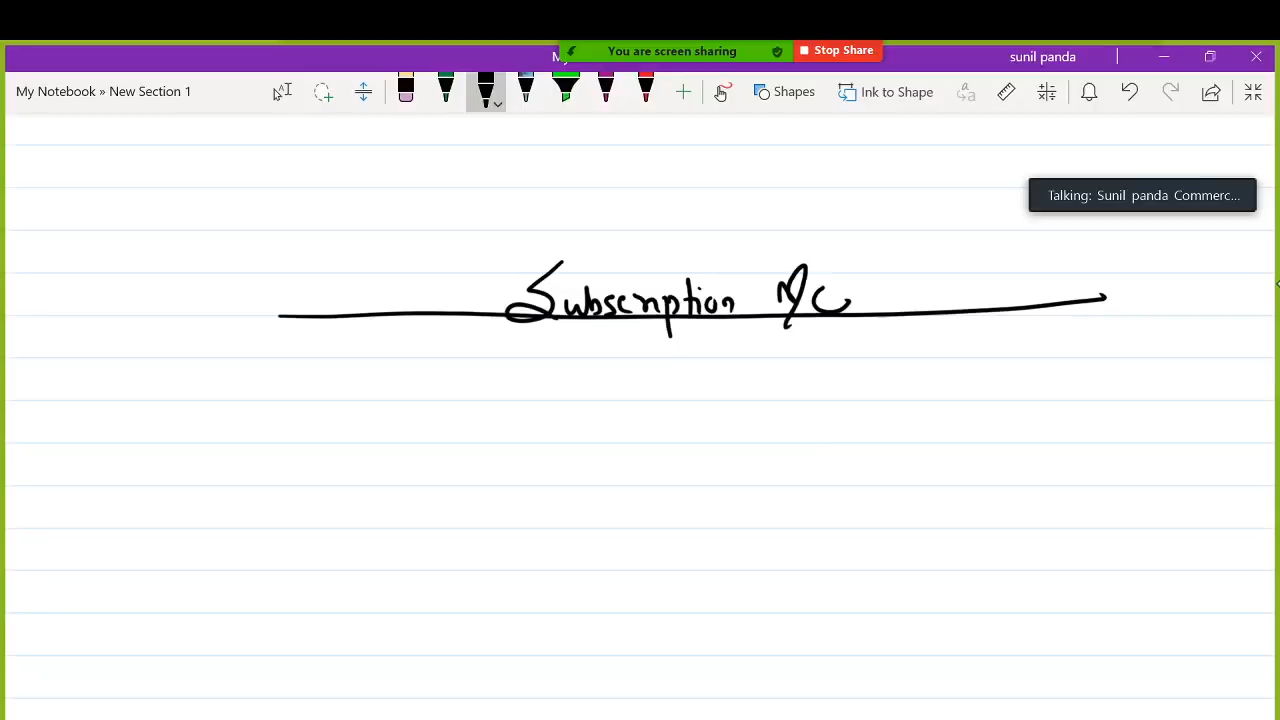 You are screen sharing
Stop Share
My
sunil panda
My Notebook » New Section 1
Shapes
Ink to Shape
Talking: Sunil panda Commerc...
Subscription A/C